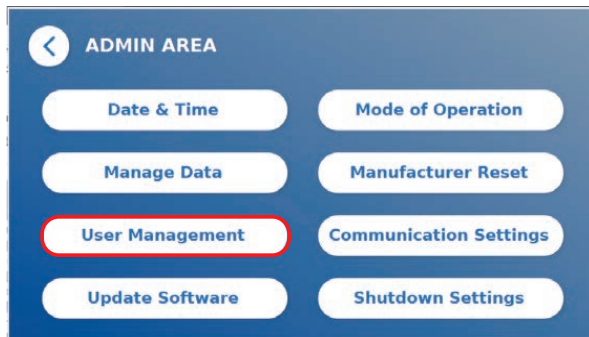 ADMIN AREA
Date & Time
Mode of Operation
Manage Data
Manufacturer Reset
User Management
Communication Settings
Update Software
Shutdown Settings